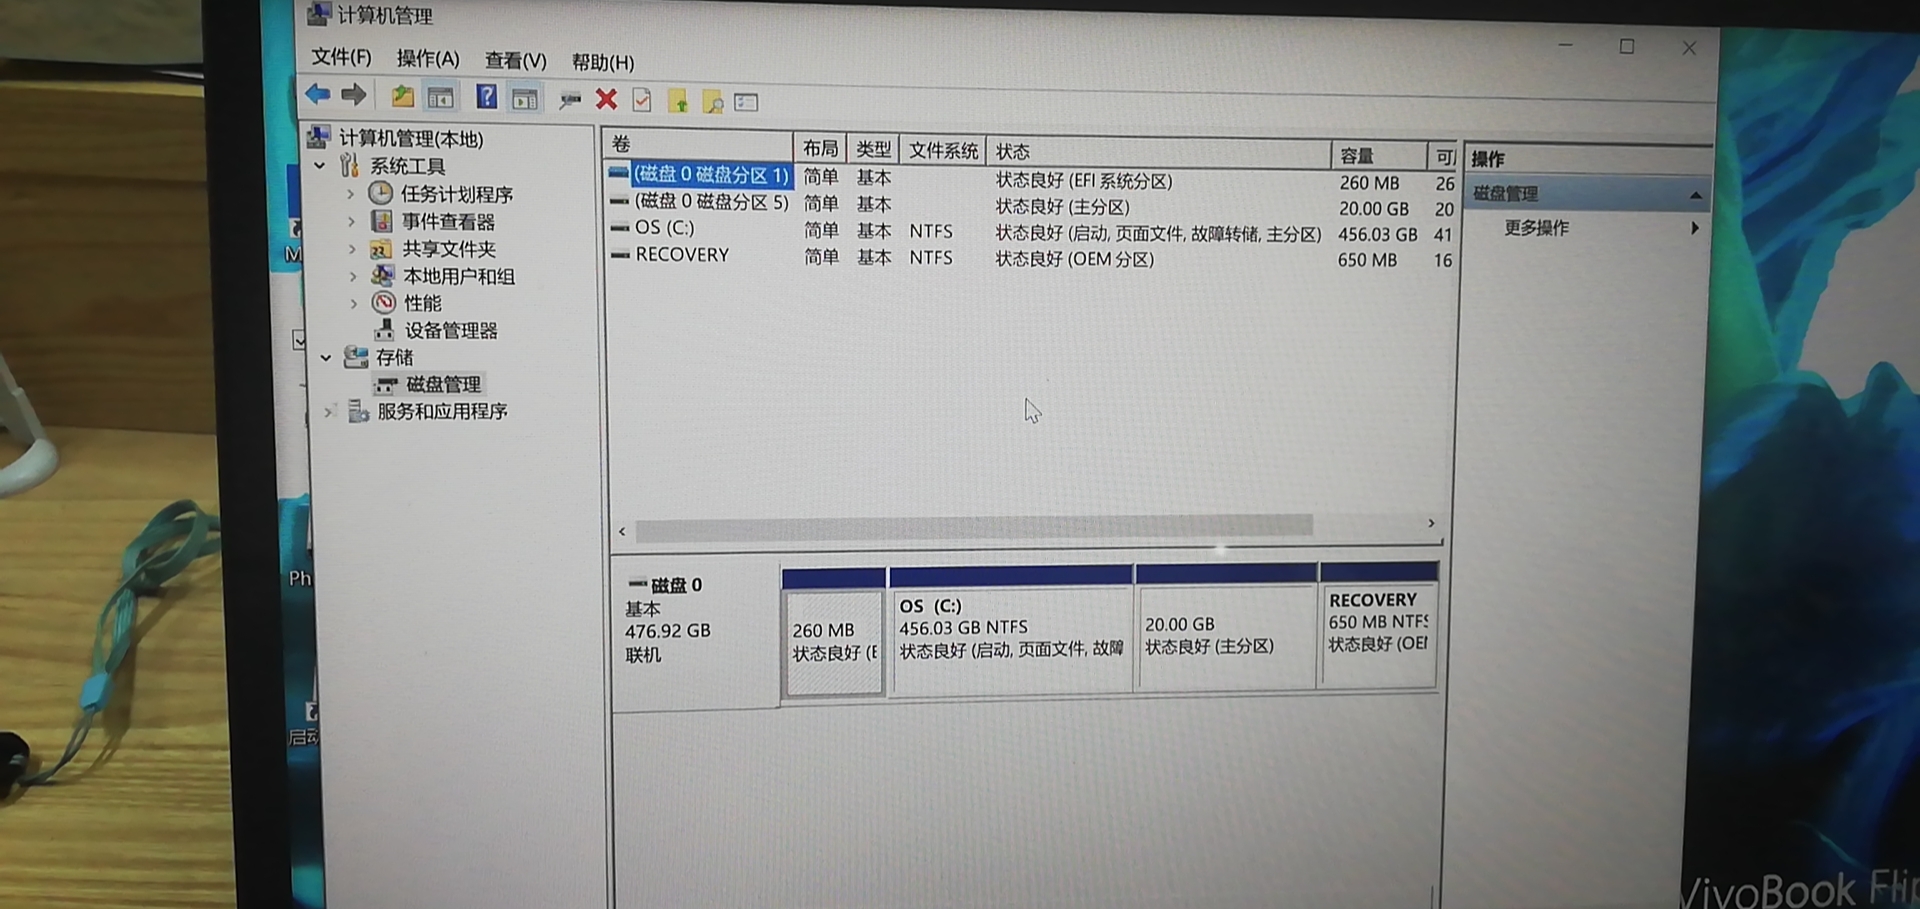 计算机管理
文件(F) 操作(A) 查看(V) 帮助(H)
计算机管理(本地)
系统工具
任务计划程序
事件查看器
共享文件夹
本地用户和组
性能
设备管理器
存储
磁盘管理
服务和应用程序
卷 布局 类型 文件系统 状态 容量 可
(磁盘 0 磁盘分区 1) 简单 基本 状态良好 (EFI 系统分区) 260 MB 26
(磁盘 0 磁盘分区 5) 简单 基本 状态良好 (主分区) 20.00 GB 20
OS (C:) 简单 基本 NTFS 状态良好 (启动, 页面文件, 故障转储, 主分区) 456.03 GB 41
RECOVERY 简单 基本 NTFS 状态良好 (OEM 分区) 650 MB 16
操作
磁盘管理
更多操作
磁盘 0
基本
476.92 GB
联机
260 MB
状态良好 (E
OS (C:)
456.03 GB NTFS
状态良好 (启动, 页面文件, 故障
20.00 GB
状态良好 (主分区)
RECOVERY
650 MB NTFS
状态良好 (OEI
M
Ph
启动
VivoBook Flip